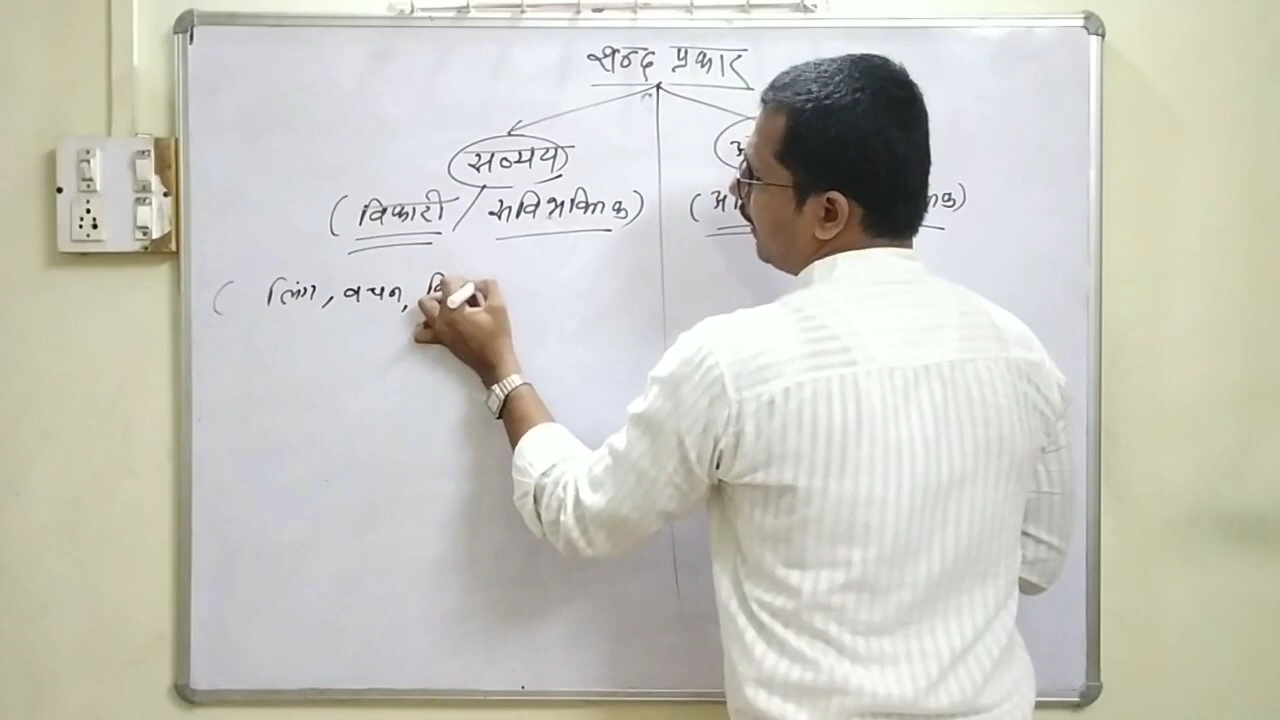 शब्द प्रकार
सव्यय
(विकारी / सविभक्तिक) (
( लिंग, वचन,